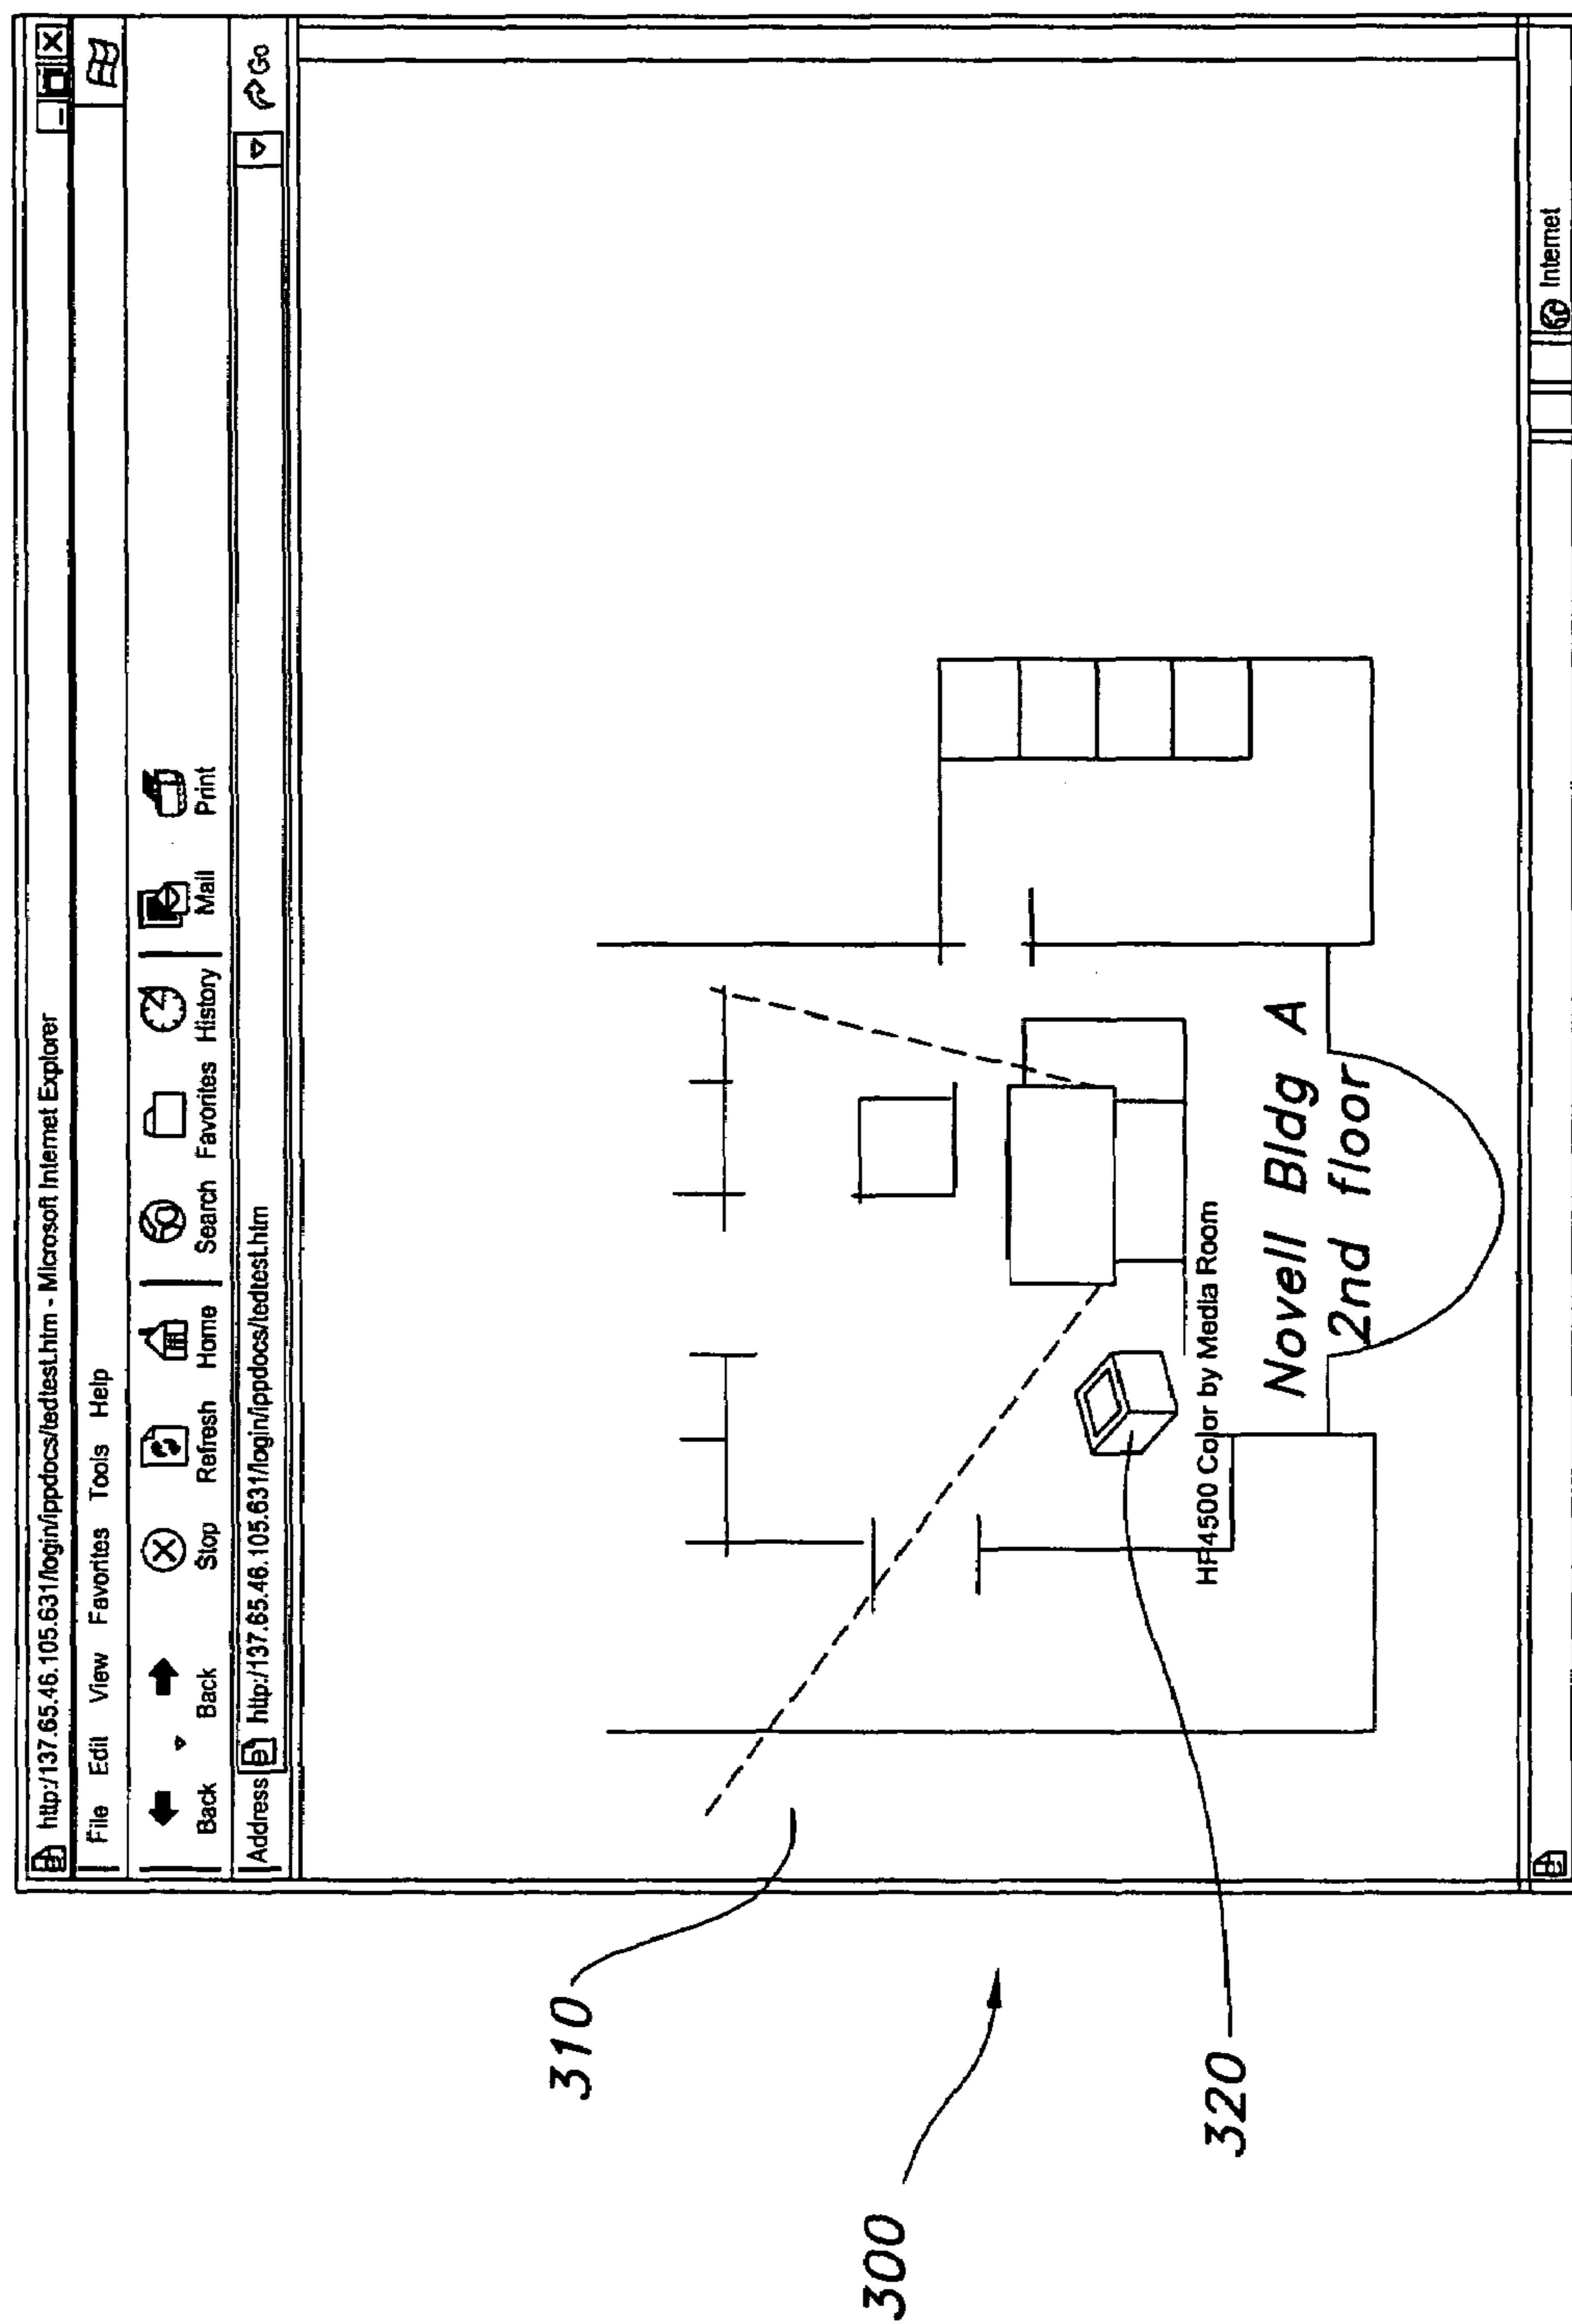 http:/137.65.46.105.631/login/ippdocs/tedtest.htm - Microsoft Internet Explorer
File Edit View Favorites Tools Help
Back Back Stop Refresh Home Search Favorites History Mail Print
Address http:/137.65.46.105.631/login/ippdocs/tedtest.htm Go
310
300
320
HP4500 Color by Media Room
Novell Bldg A
2nd floor
Internet